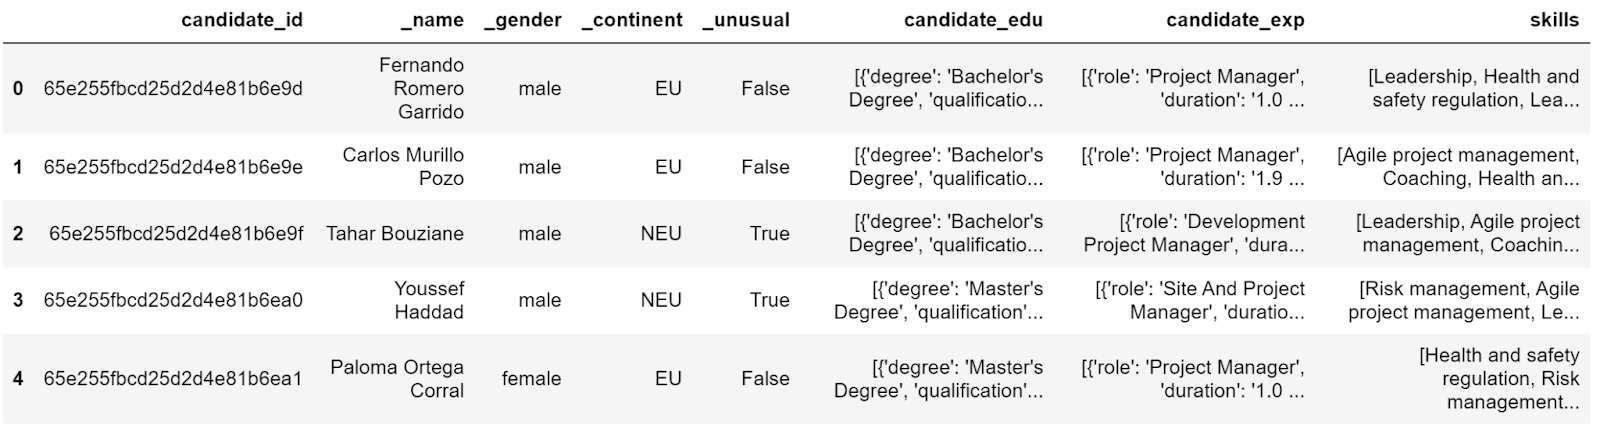 candidate_id _name _gender _continent _unusual candidate_edu candidate_exp skills
0 65e255fbcd25d2d4e81b6e9d Fernando Romero Garrido male EU False [{'degree': 'Bachelor's Degree', 'qualificatio... [{'role': 'Project Manager', 'duration': '1.0 ... [Leadership, Health and safety regulation, Lea...
1 65e255fbcd25d2d4e81b6e9e Carlos Murillo Pozo male EU False [{'degree': 'Bachelor's Degree', 'qualificatio... [{'role': 'Project Manager', 'duration': '1.9 ... [Agile project management, Coaching, Health an...
2 65e255fbcd25d2d4e81b6e9f Tahar Bouziane male NEU True [{'degree': 'Bachelor's Degree', 'qualificatio... [{'role': 'Development Project Manager', 'dura... [Leadership, Agile project management, Coachin...
3 65e255fbcd25d2d4e81b6ea0 Youssef Haddad male NEU True [{'degree': 'Master's Degree', 'qualification'... [{'role': 'Site And Project Manager', 'duratio... [Risk management, Agile project management, Le...
4 65e255fbcd25d2d4e81b6ea1 Paloma Ortega Corral female EU False [{'degree': 'Master's Degree', 'qualification'... [{'role': 'Project Manager', 'duration': '1.0 ... [Health and safety regulation, Risk management...